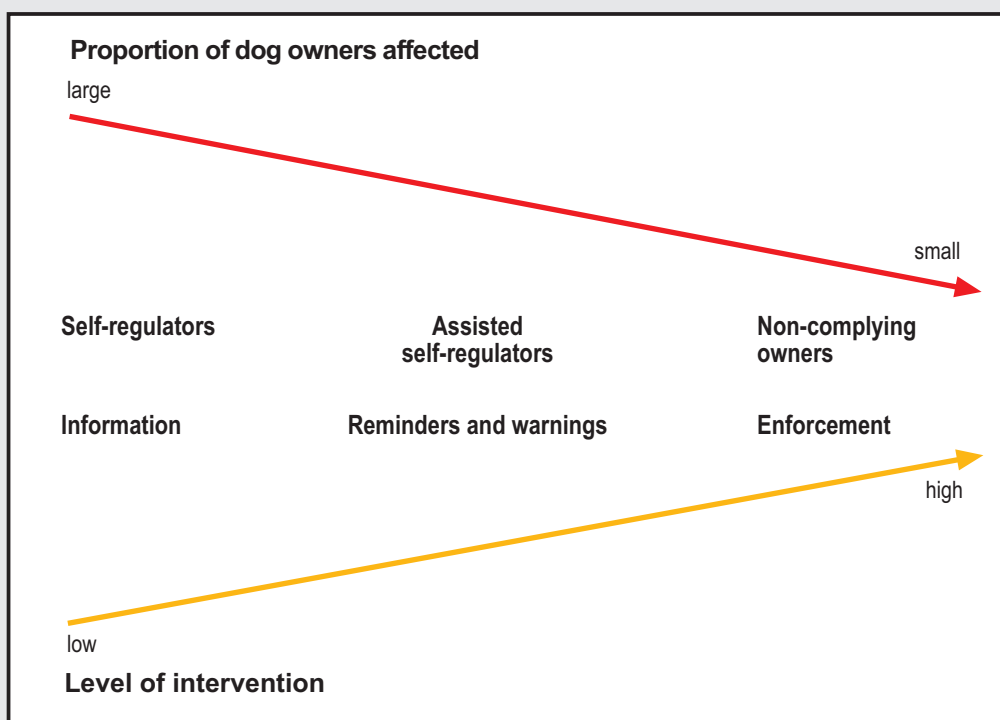 Proportion of dog owners affected
large
small
Self-regulators
Assisted
self-regulators
Non-complying
owners
Information
Reminders and warnings
Enforcement
high
low
Level of intervention